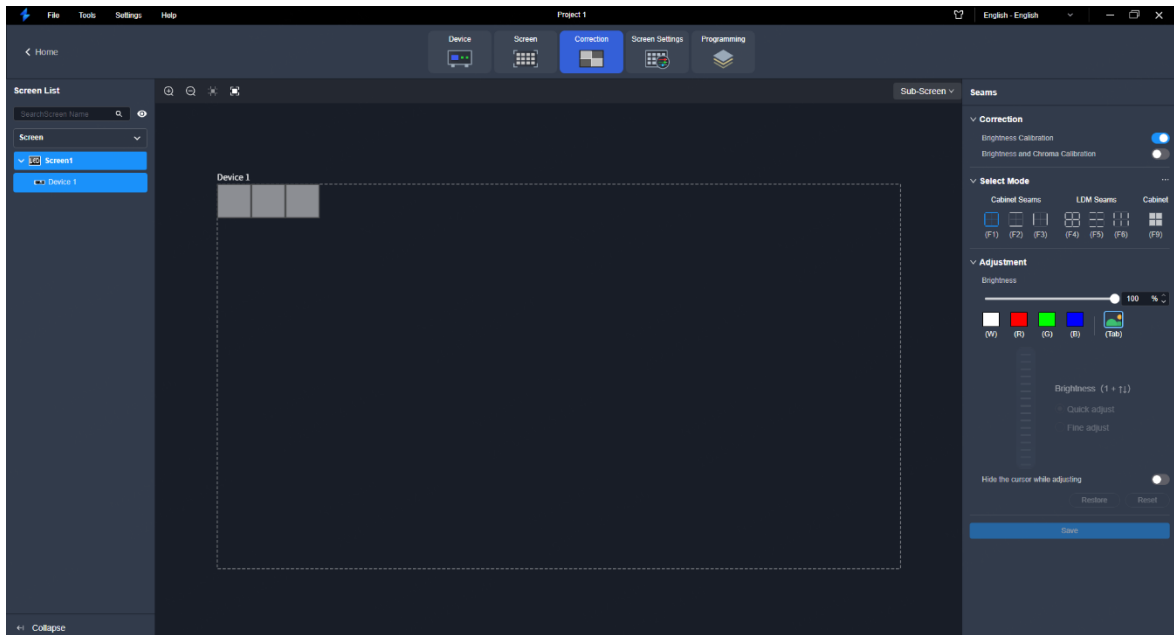 File Tools Settings Help Project 1 English - English
Home
Device Screen Correction Screen Settings Programming
Screen List
SearchScreen Name
Screen
Screen1
Device 1
Collapse
Sub-Screen
Device 1
Seams
Correction
Brightness Calibration
Brightness and Chroma Calibration
Select Mode ...
Cabinet Seams LDM Seams Cabinet
(F1) (F2) (F3) (F4) (F5) (F6) (F9)
Adjustment
Brightness
100 %
(W) (R) (G) (B) (Tab)
Brightness (1 + ↑↓)
Quick adjust
Fine adjust
Hide the cursor while adjusting
Restore Reset
Save